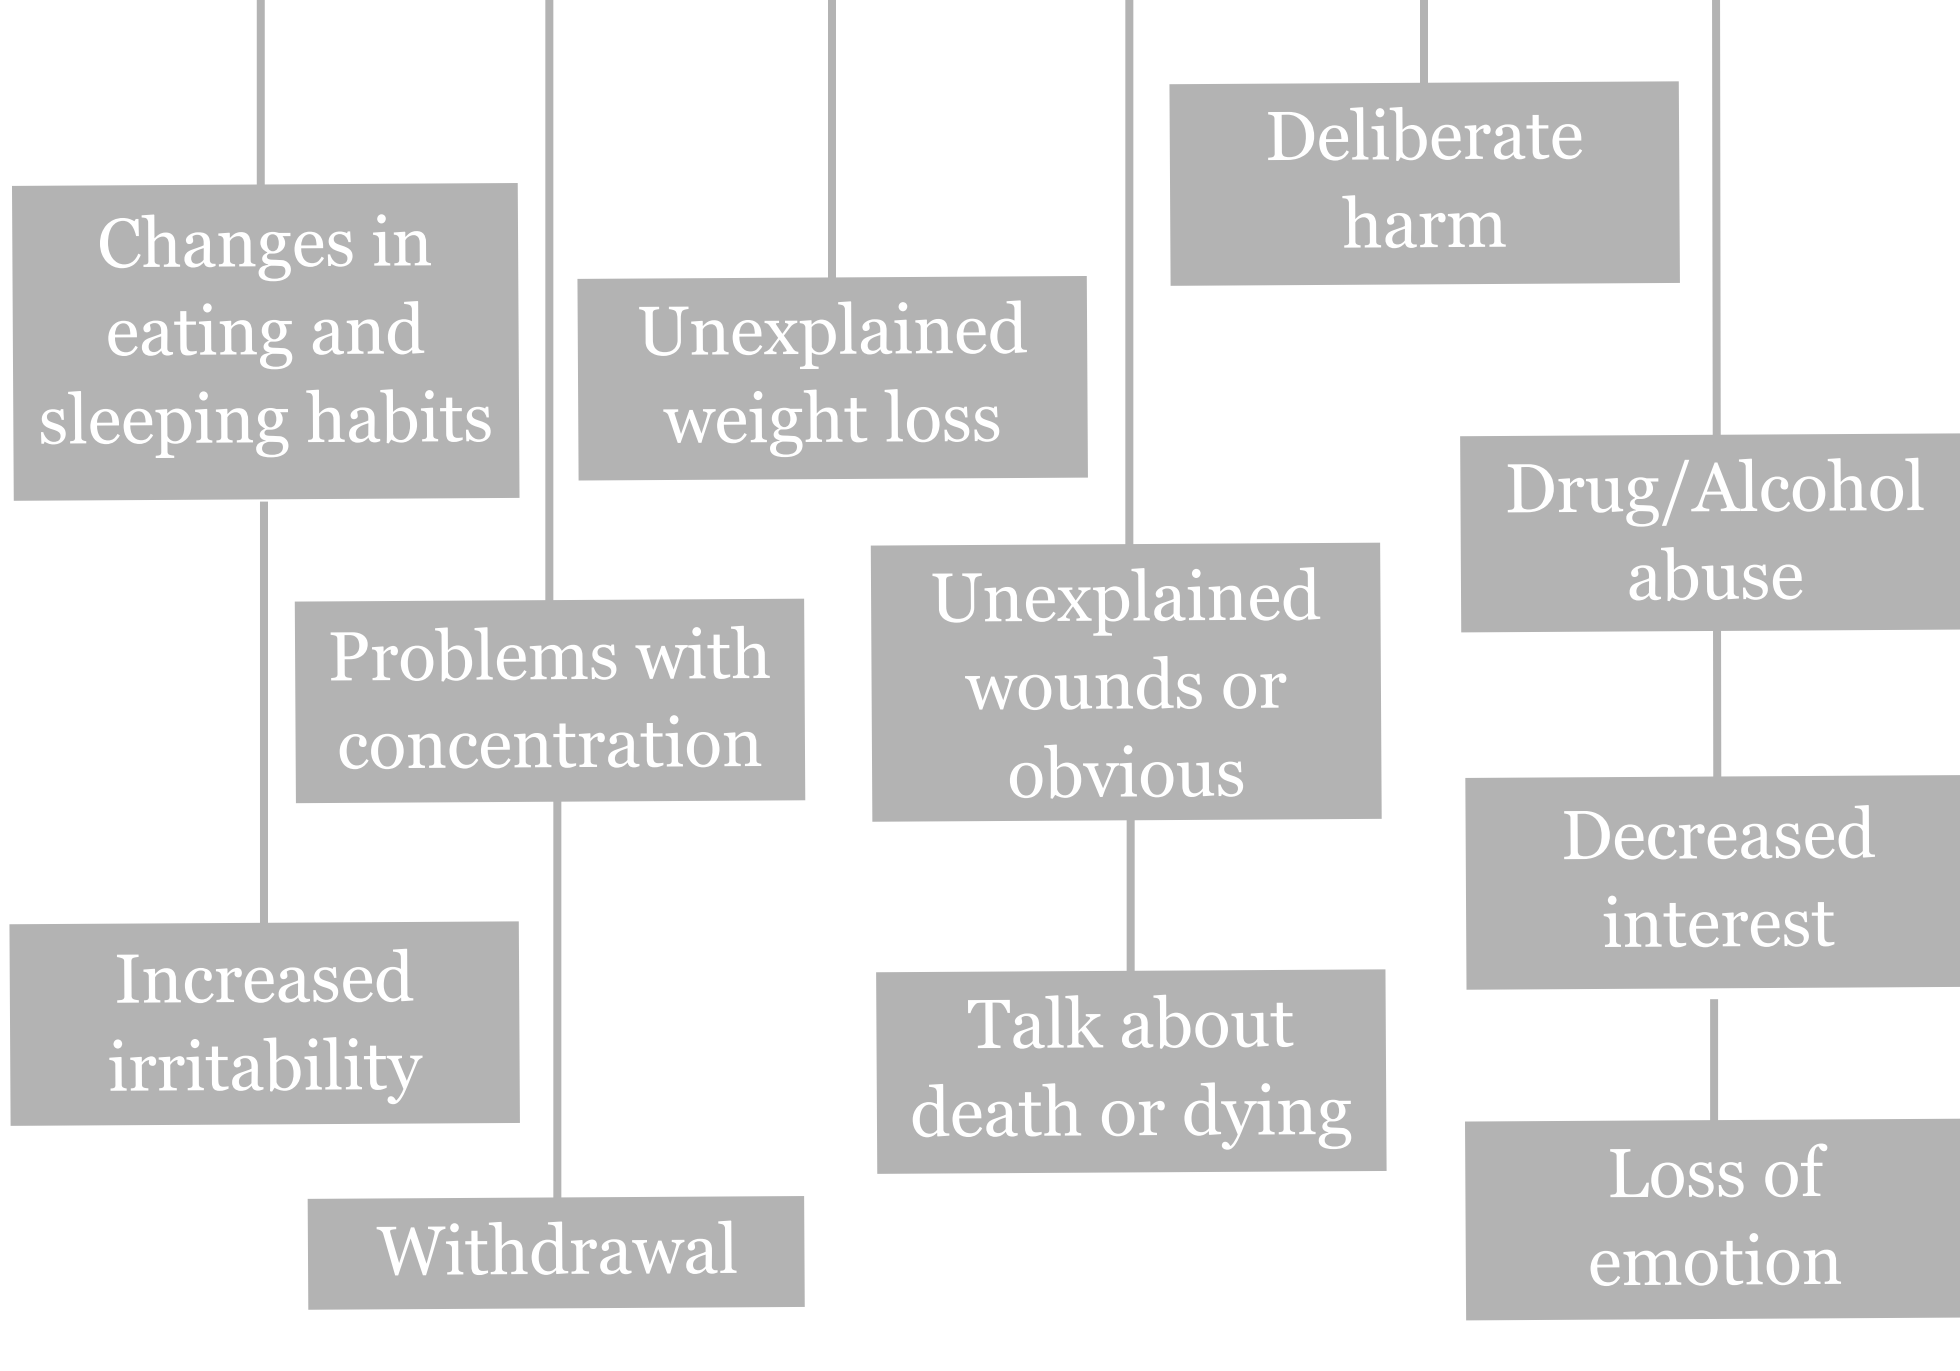 Deliberate
harm
Changes in
eating and
sleeping habits
Unexplained
weight loss
Drug/Alcohol
abuse
Unexplained
wounds or
obvious
Problems with
concentration
Decreased
interest
Increased
irritability
Talk about
death or dying
Loss of
emotion
Withdrawal